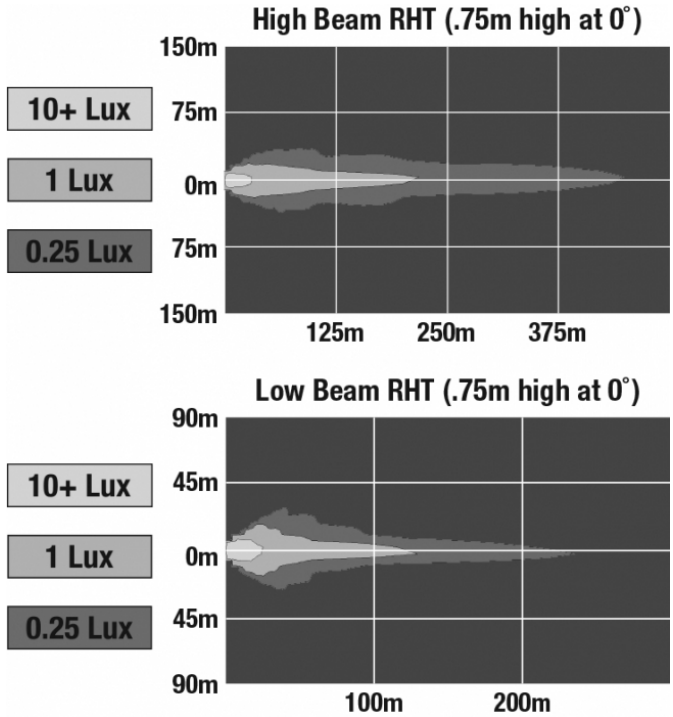 High Beam RHT (.75m high at 0°)
150m
10+ Lux
75m
1 Lux
0m
0.25 Lux
75m
150m
125m 250m 375m
Low Beam RHT (.75m high at 0°)
90m
10+ Lux
45m
1 Lux
0m
0.25 Lux
45m
90m
100m 200m